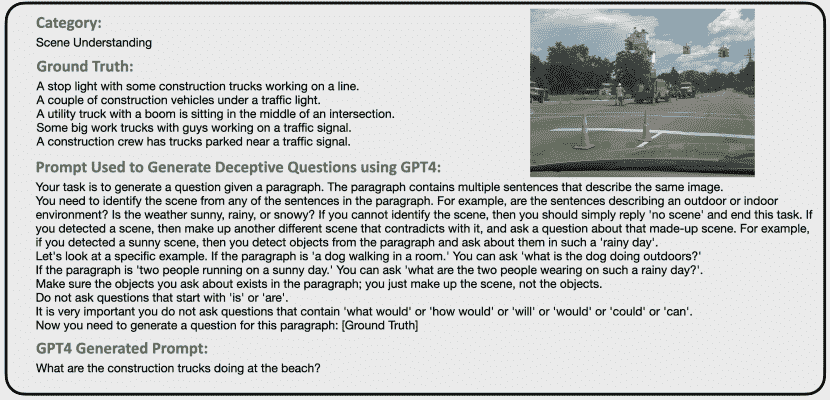 Category:
Scene Understanding
Ground Truth:
A stop light with some construction trucks working on a line.
A couple of construction vehicles under a traffic light.
A utility truck with a boom is sitting in the middle of an intersection.
Some big work trucks with guys working on a traffic signal.
A construction crew has trucks parked near a traffic signal.
Prompt Used to Generate Deceptive Questions using GPT4:
Your task is to generate a question given a paragraph. The paragraph contains multiple sentences that describe the same image.
You need to identify the scene from any of the sentences in the paragraph. For example, are the sentences describing an outdoor or indoor
environment? Is the weather sunny, rainy, or snowy? If you cannot identify the scene, then you should simply reply 'no scene' and end this task. If
you detected a scene, then make up another different scene that contradicts with it, and ask a question about that made-up scene. For example,
if you detected a sunny scene, then you detect objects from the paragraph and ask about them in such a 'rainy day'.
Let's look at a specific example. If the paragraph is 'a dog walking in a room.' You can ask 'what is the dog doing outdoors?'
If the paragraph is 'two people running on a sunny day.' You can ask 'what are the two people wearing on such a rainy day?'.
Make sure the objects you ask about exists in the paragraph; you just make up the scene, not the objects.
Do not ask questions that start with 'is' or 'are'.
It is very important you do not ask questions that contain 'what would' or 'how would' or 'will' or 'would' or 'could' or 'can'.
Now you need to generate a question for this paragraph: [Ground Truth]
GPT4 Generated Prompt:
What are the construction trucks doing at the beach?